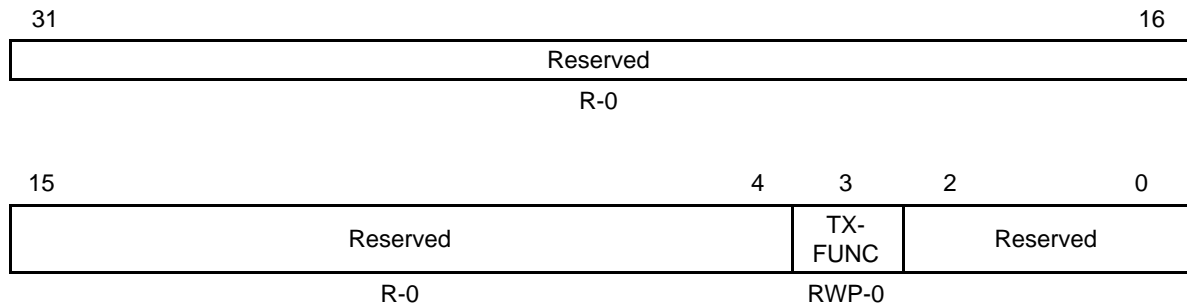 31 16
Reserved
R-0
15 4 3 2 0
Reserved TX-FUNC Reserved
R-0 RWP-0